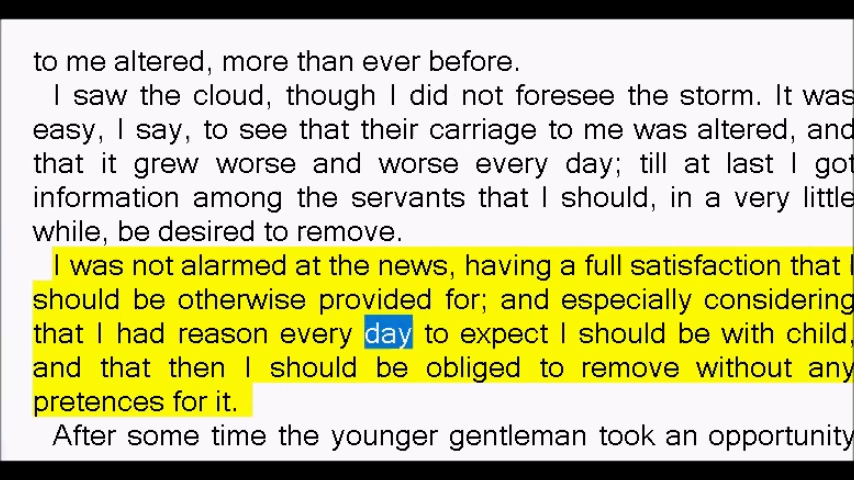 to me altered, more than ever before.
I saw the cloud, though I did not foresee the storm. It was
easy, I say, to see that their carriage to me was altered, and
that it grew worse and worse every day; till at last I got
information among the servants that I should, in a very little
while, be desired to remove.
I was not alarmed at the news, having a full satisfaction that I
should be otherwise provided for; and especially considering
that I had reason every day to expect I should be with child,
and that then I should be obliged to remove without any
pretences for it.
After some time the younger gentleman took an opportunity